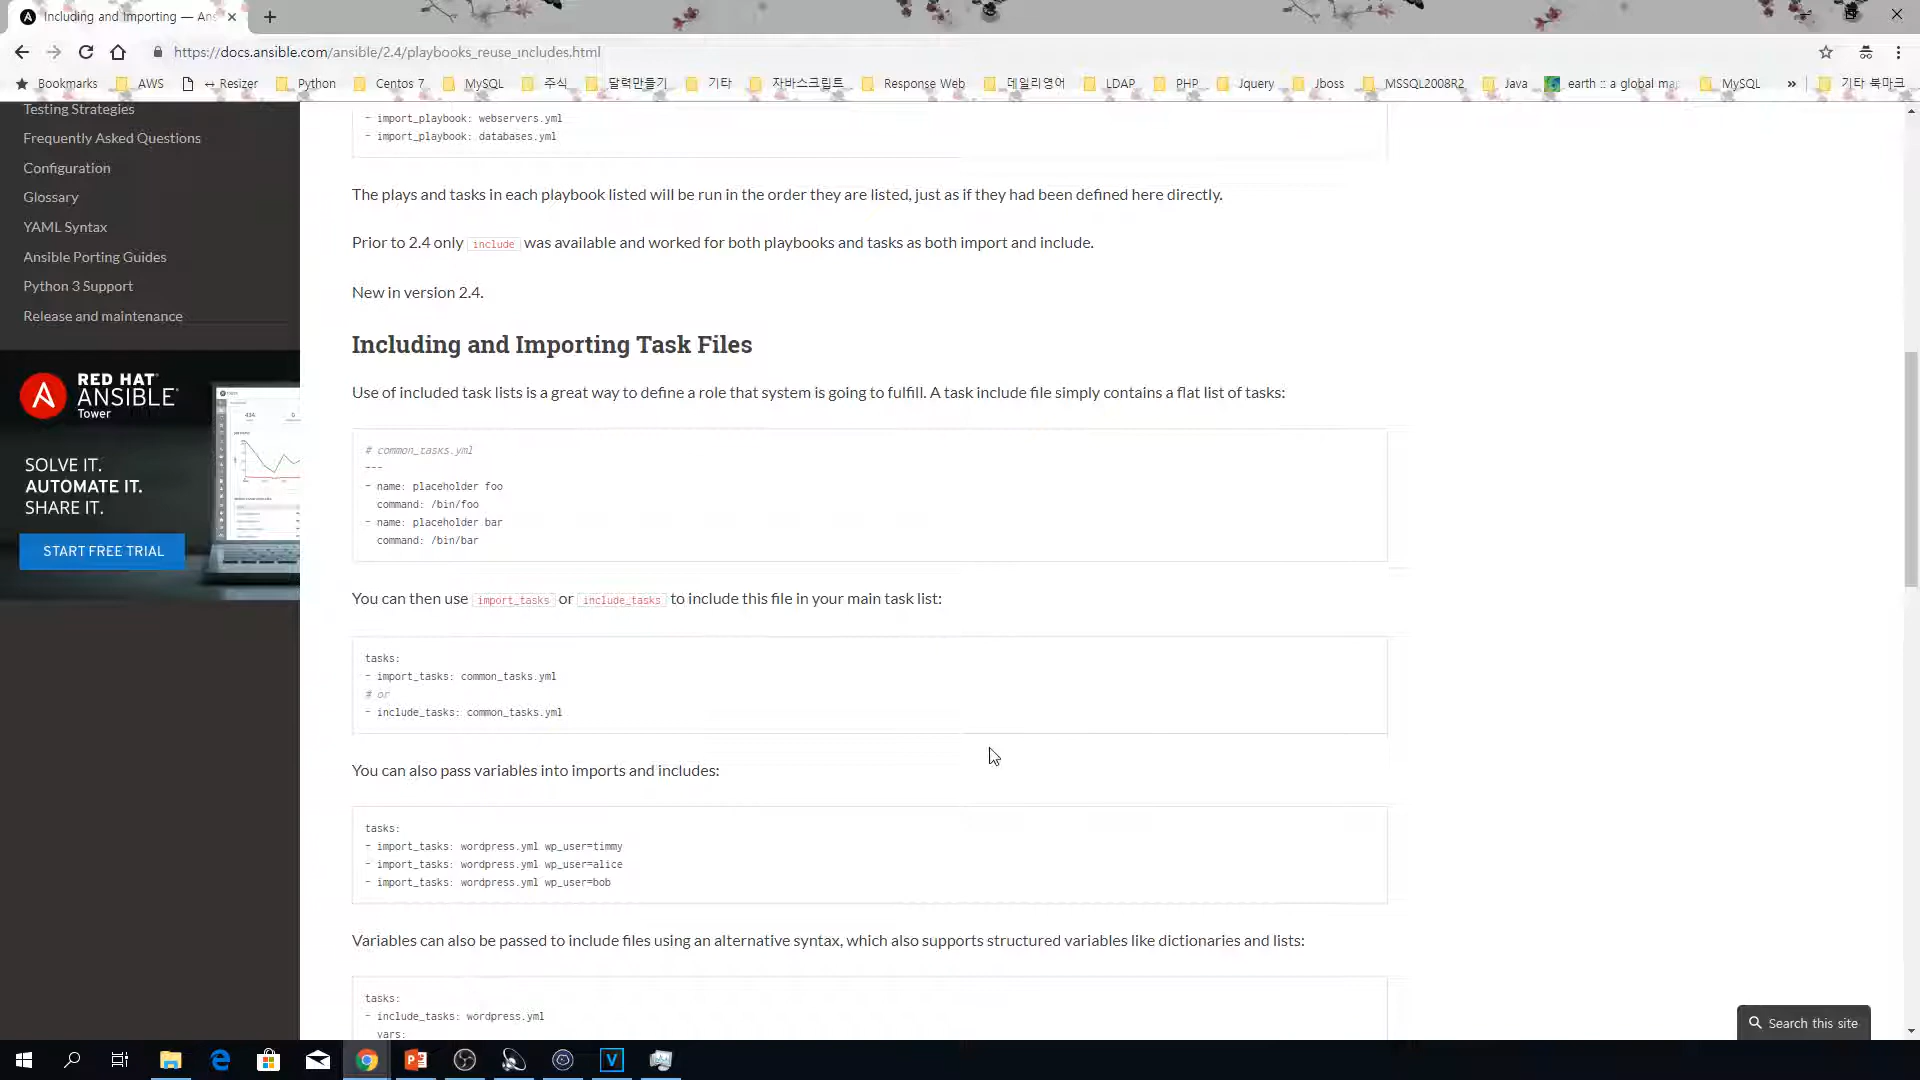 Including and Importing — Ans
https://docs.ansible.com/ansible/2.4/playbooks_reuse_includes.html
Bookmarks AWS ↔ Resizer Python Centos 7 MySQL 주식 달력만들기 기타 자바스크립트 Response Web 데일리영어 LDAP PHP Jquery Jboss MSSQL2008R2 Java earth :: a global ma MySQL » 기타 북마크
Testing Strategies
Frequently Asked Questions
Configuration
Glossary
YAML Syntax
Ansible Porting Guides
Python 3 Support
Release and maintenance
RED HAT
ANSIBLE
Tower
SOLVE IT.
AUTOMATE IT.
SHARE IT.
START FREE TRIAL
- import_playbook: webservers.yml
- import_playbook: databases.yml
The plays and tasks in each playbook listed will be run in the order they are listed, just as if they had been defined here directly.
Prior to 2.4 only include was available and worked for both playbooks and tasks as both import and include.
New in version 2.4.
Including and Importing Task Files
Use of included task lists is a great way to define a role that system is going to fulfill. A task include file simply contains a flat list of tasks:
# common_tasks.yml
---
- name: placeholder foo
command: /bin/foo
- name: placeholder bar
command: /bin/bar
You can then use import_tasks or include_tasks to include this file in your main task list:
tasks:
- import_tasks: common_tasks.yml
# or
- include_tasks: common_tasks.yml
You can also pass variables into imports and includes:
tasks:
- import_tasks: wordpress.yml wp_user=timmy
- import_tasks: wordpress.yml wp_user=alice
- import_tasks: wordpress.yml wp_user=bob
Variables can also be passed to include files using an alternative syntax, which also supports structured variables like dictionaries and lists:
tasks:
- include_tasks: wordpress.yml
vars:
Search this site